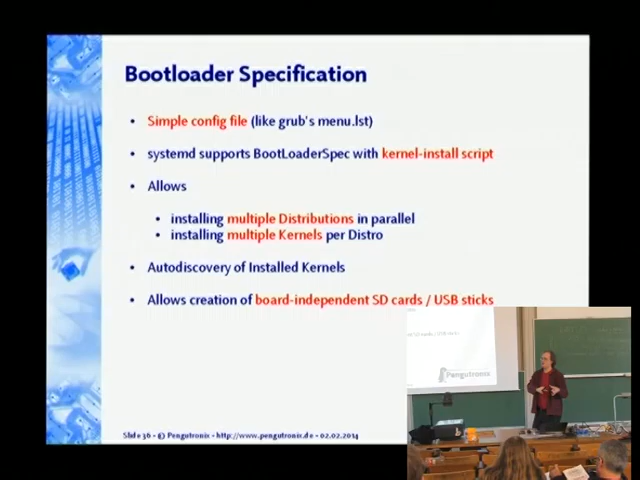 Bootloader Specification
• Simple config file (like grub's menu.lst)
• systemd supports BootLoaderSpec with kernel-install script
• Allows
• installing multiple Distributions in parallel
• installing multiple Kernels per Distro
• Autodiscovery of Installed Kernels
• Allows creation of board-independent SD cards / USB sticks
Pengutronix
Slide 36 - © Pengutronix - http://www.pengutronix.de - 02.02.2014